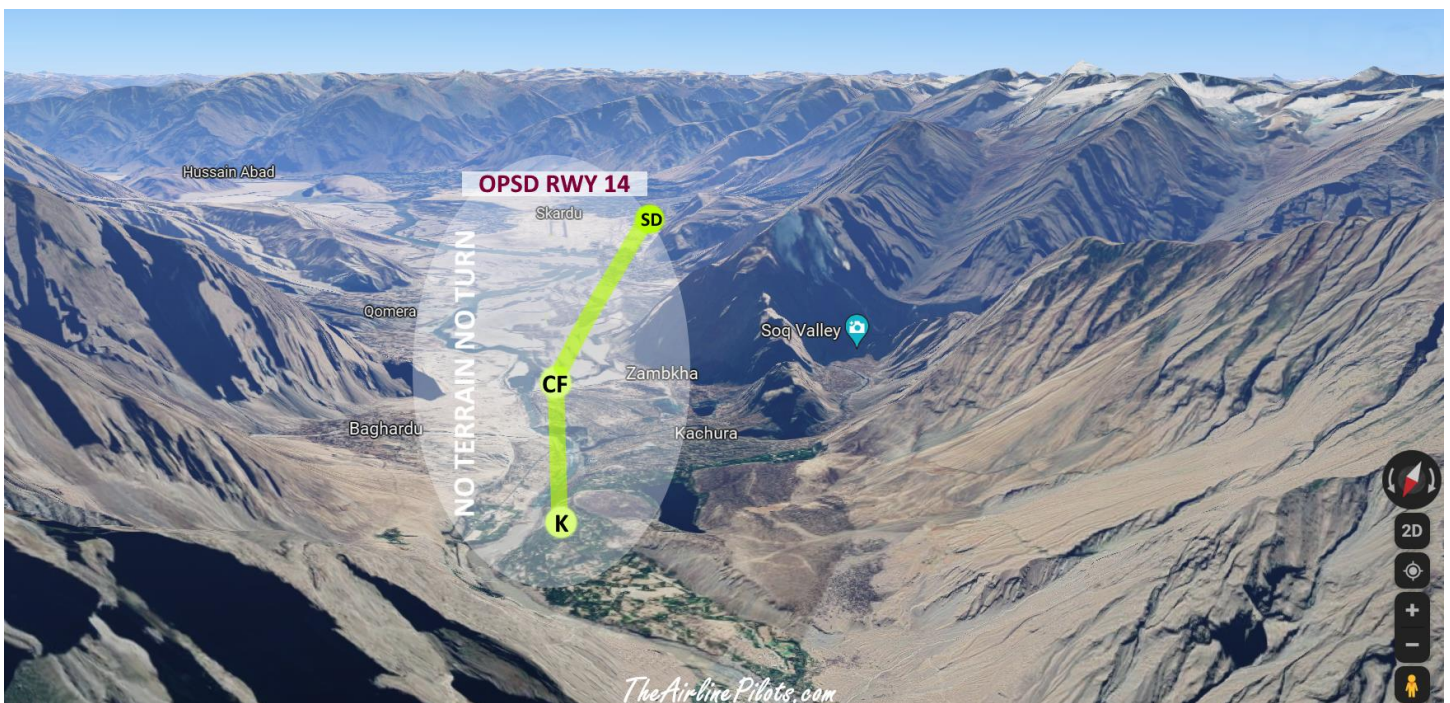 OPSD RWY 14
Hussain Abad
Skardu
SD
NO TERRAIN NO TURN
Qomera
Soq Valley
CF
Zambkha
Baghardu
Kachura
K
2D
+
−
TheAirlinePilots.com